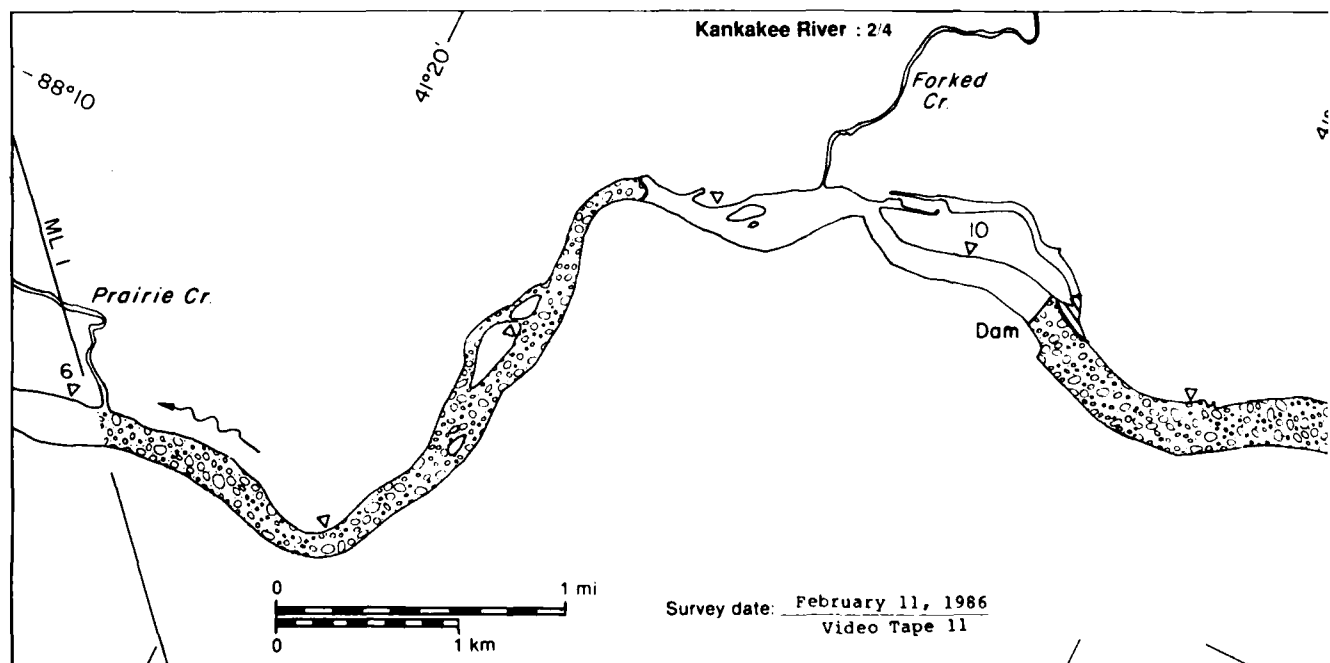 Kankakee River : 2/4
-88°10
41°20'
Forked
Cr.
ML 1
10
Prairie Cr.
Dam
6
0 1 mi
0 1 km
Survey date: February 11, 1986
Video Tape 11